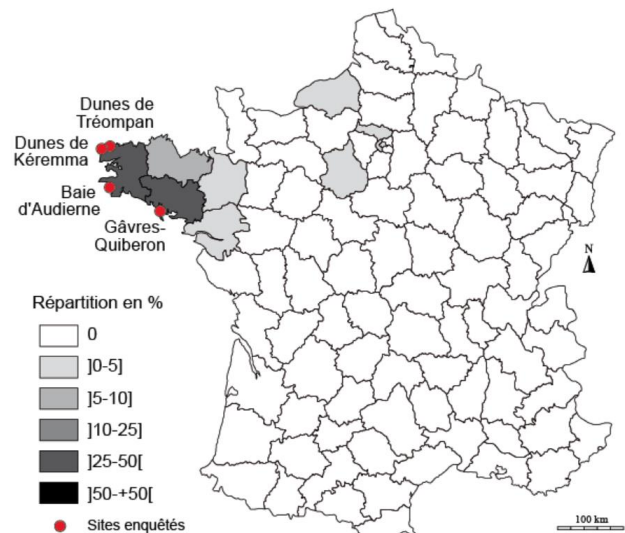 Dunes de
Tréompan
Dunes de
Kéremma
Baie
d'Audierne
Gâvres-
Quiberon
N
Répartition en %
0
]0-5]
]5-10]
]10-25]
]25-50[
]50-+50[
Sites enquêtés
100 km